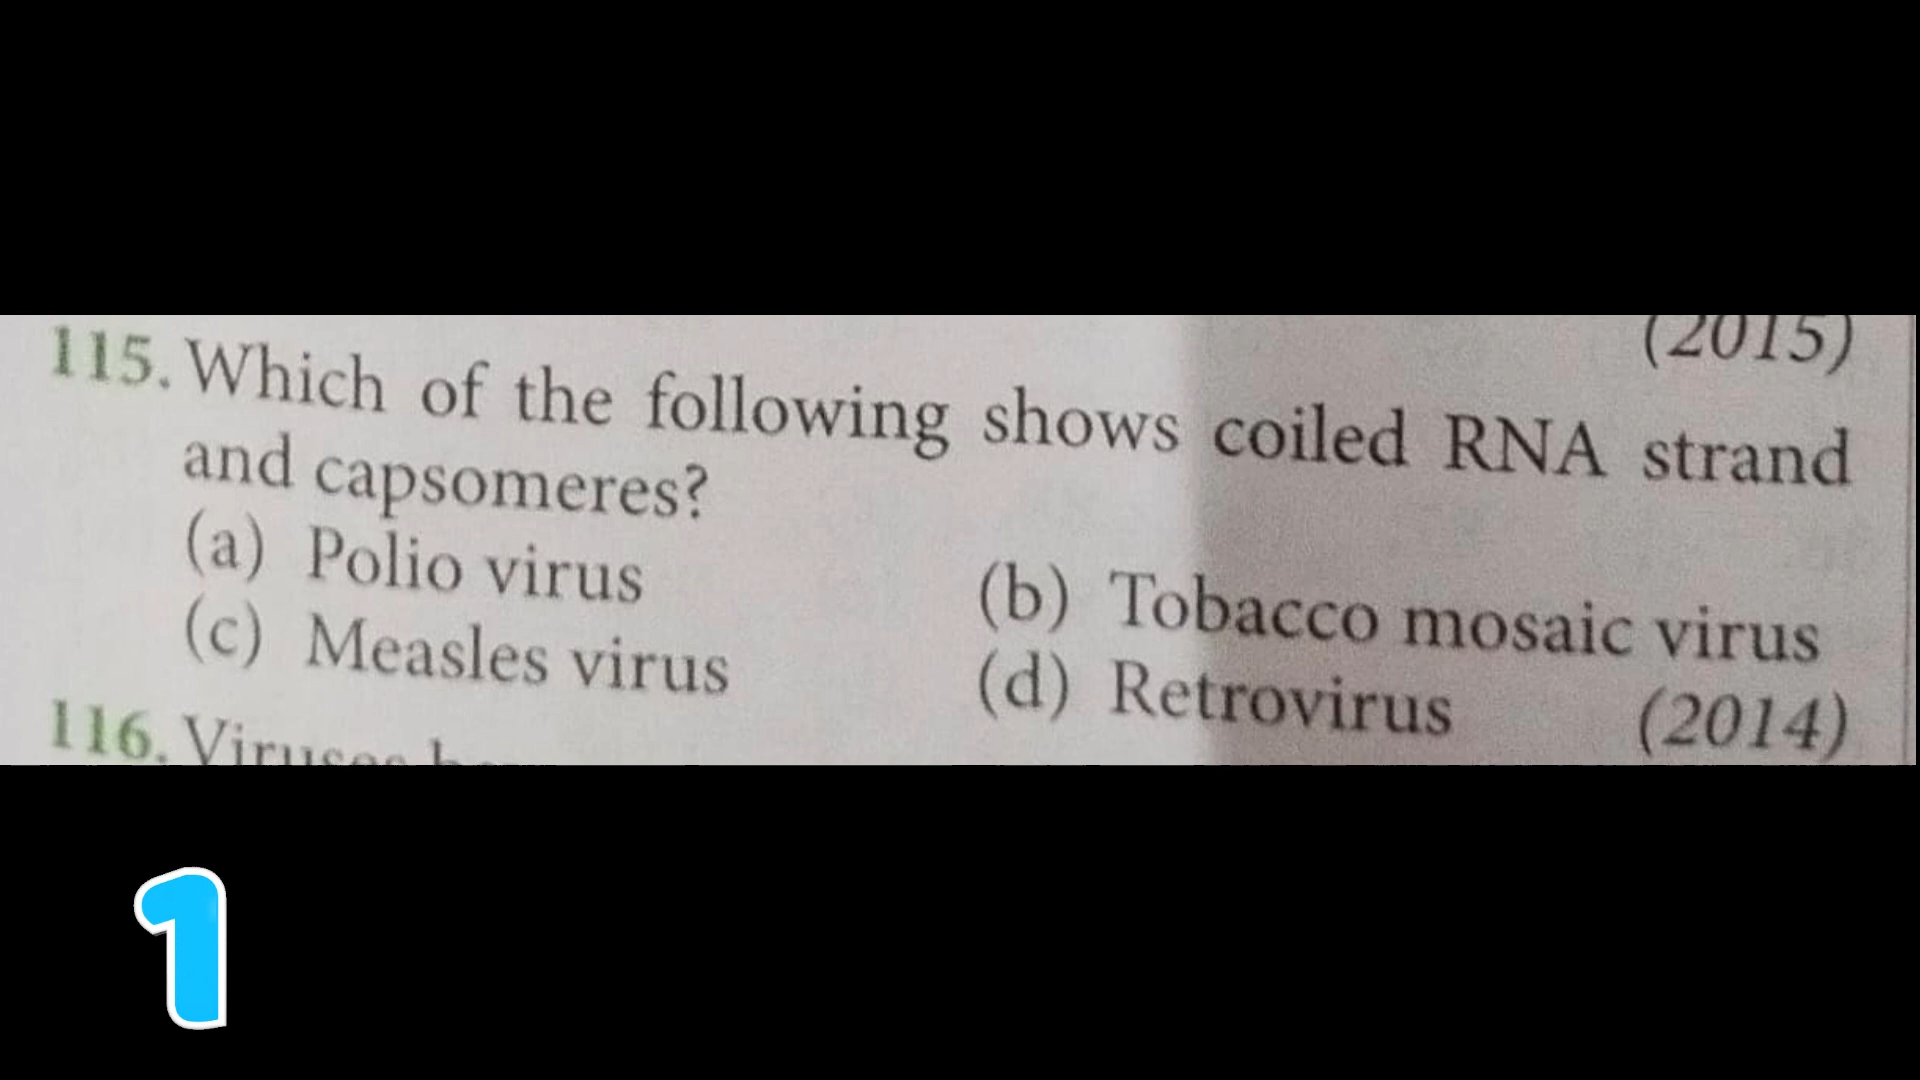 (2015)
115. Which of the following shows coiled RNA strand
and capsomeres?
(a) Polio virus (b) Tobacco mosaic virus
(c) Measles virus (d) Retrovirus (2014)
116. Viruses
1